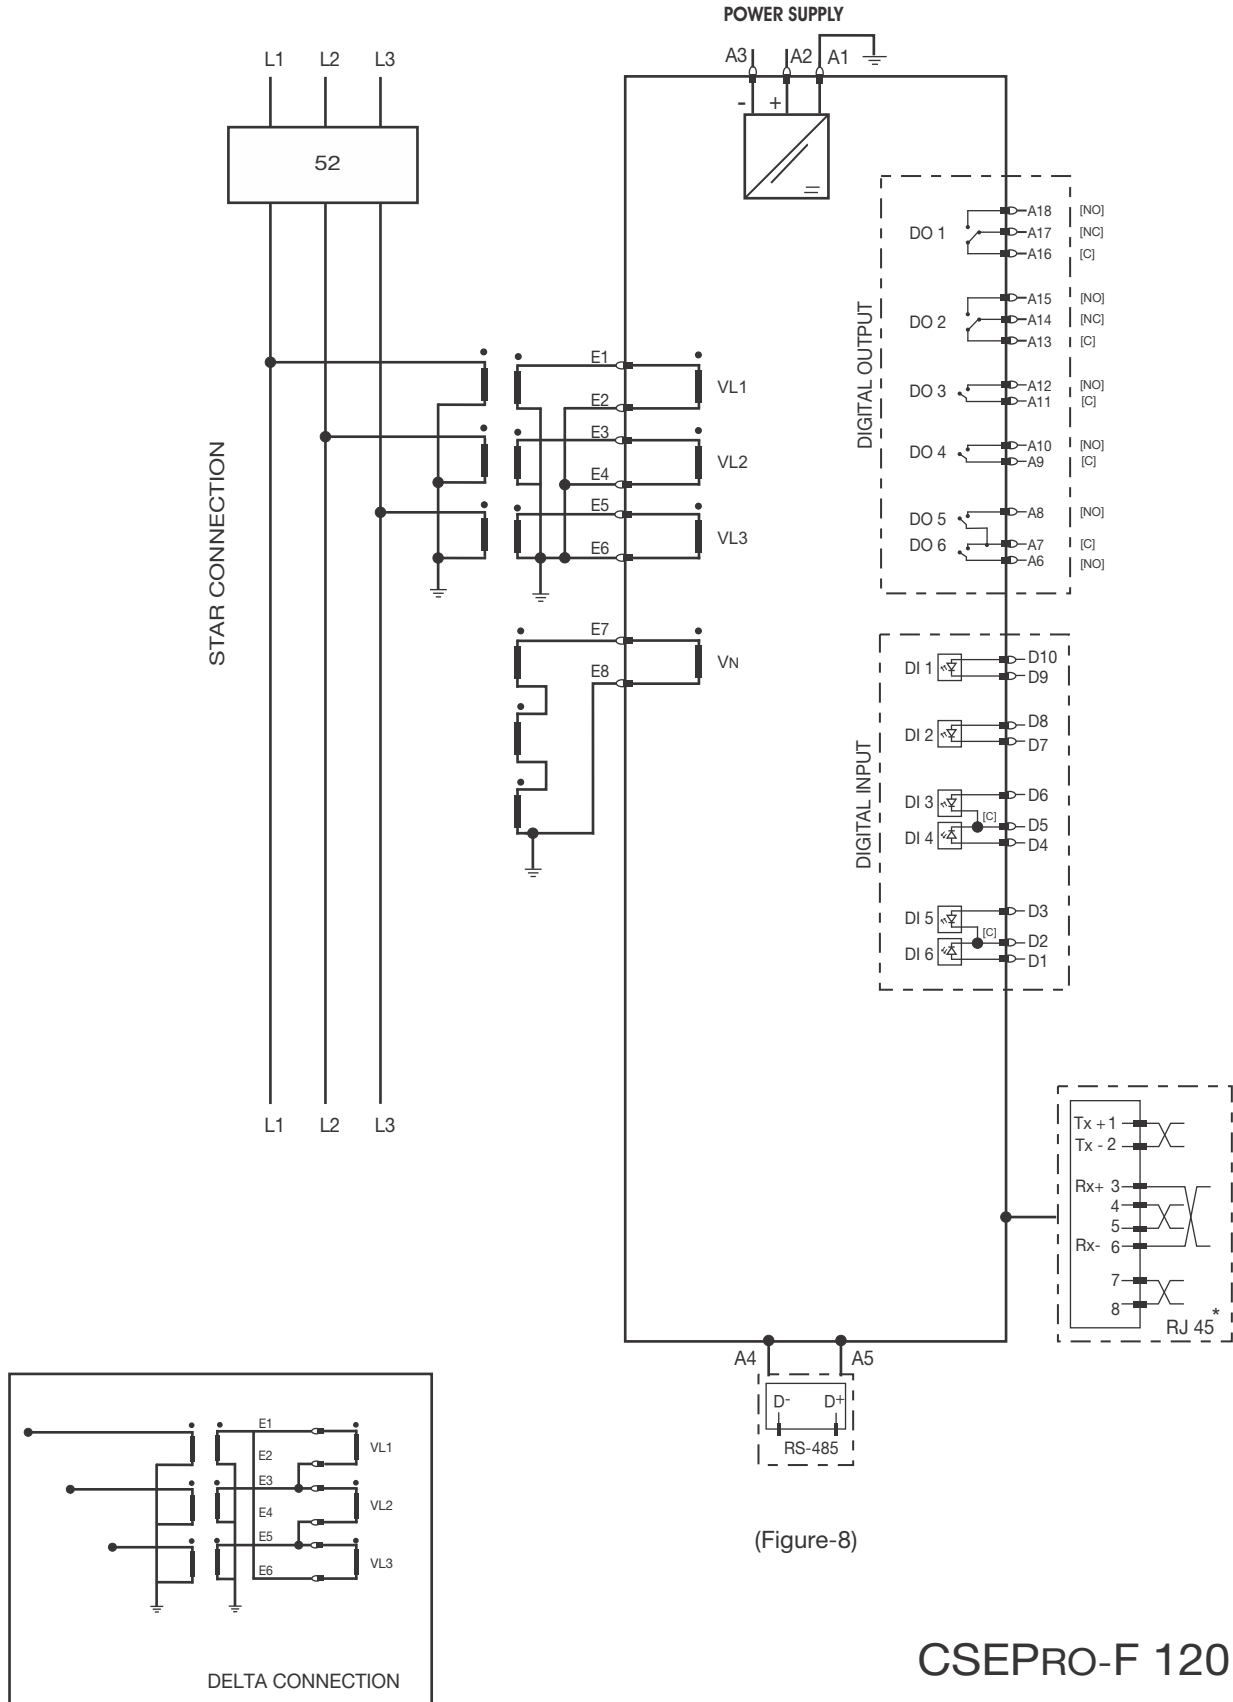 POWER SUPPLY
A3 A2 A1
- +
L1 L2 L3
52
STAR CONNECTION
E1
E2
E3
E4
E5
E6
E7
E8
VL1
VL2
VL3
VN
DIGITAL OUTPUT
DO 1
A18 [NO]
A17 [NC]
A16 [C]
DO 2
A15 [NO]
A14 [NC]
A13 [C]
DO 3
A12 [NO]
A11 [C]
DO 4
A10 [NO]
A9 [C]
DO 5
DO 6
A8 [NO]
A7 [C]
A6 [NO]
DIGITAL INPUT
DI 1
D10
D9
DI 2
D8
D7
DI 3
DI 4
[C]
D6
D5
D4
DI 5
DI 6
[C]
D3
D2
D1
L1 L2 L3
Tx + 1
Tx - 2
Rx+ 3
4
5
Rx- 6
7
8
RJ 45*
A4 A5
D- D+
RS-485
E1
E2
E3
E4
E5
E6
VL1
VL2
VL3
DELTA CONNECTION
(Figure-8)
CSEPRO-F 120